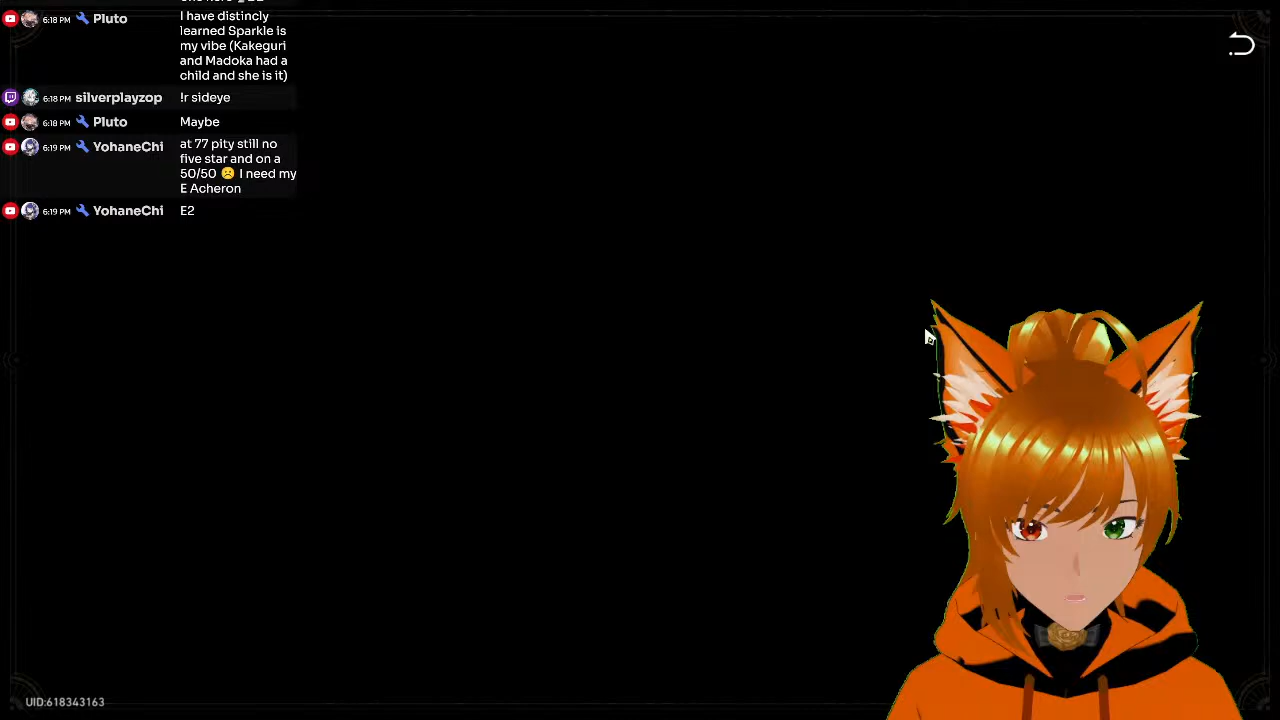 6:18 PM Pluto I have distincly
learned Sparkle is
my vibe (Kakeguri
and Madoka had a
child and she is it)
6:18 PM silverplayzop !r sideye
6:18 PM Pluto Maybe
6:19 PM YohaneChi at 77 pity still no
five star and on a
50/50 ☹️ I need my
E Acheron
6:19 PM YohaneChi E2
UID:618343163